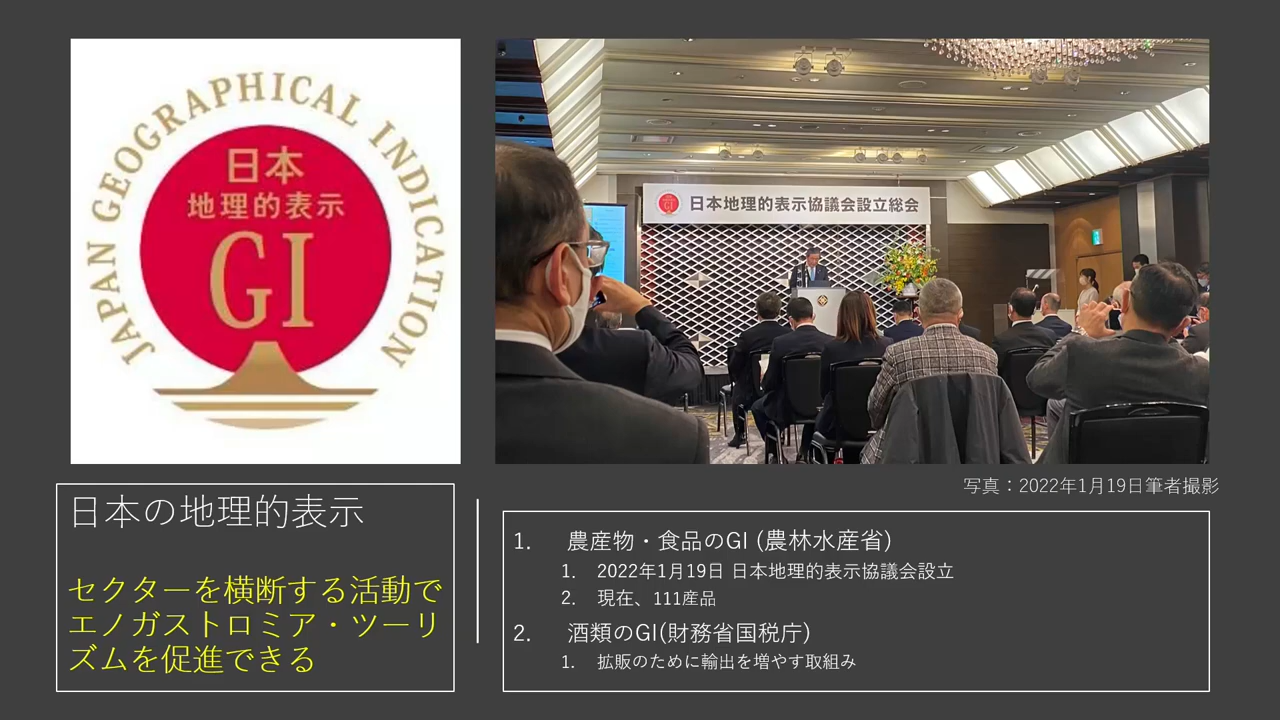 JAPAN GEOGRAPHICAL INDICATION
日本
地理的表示
GI
GI
日本地理的表示協議会設立総会
写真：2022年1月19日筆者撮影
日本の地理的表示
セクターを横断する活動で
エノガストロミア・ツーリ
ズムを促進できる
1. 農産物・食品のGI (農林水産省)
1. 2022年1月19日 日本地理的表示協議会設立
2. 現在、111産品
2. 酒類のGI(財務省国税庁)
1. 拡販のために輸出を増やす取組み